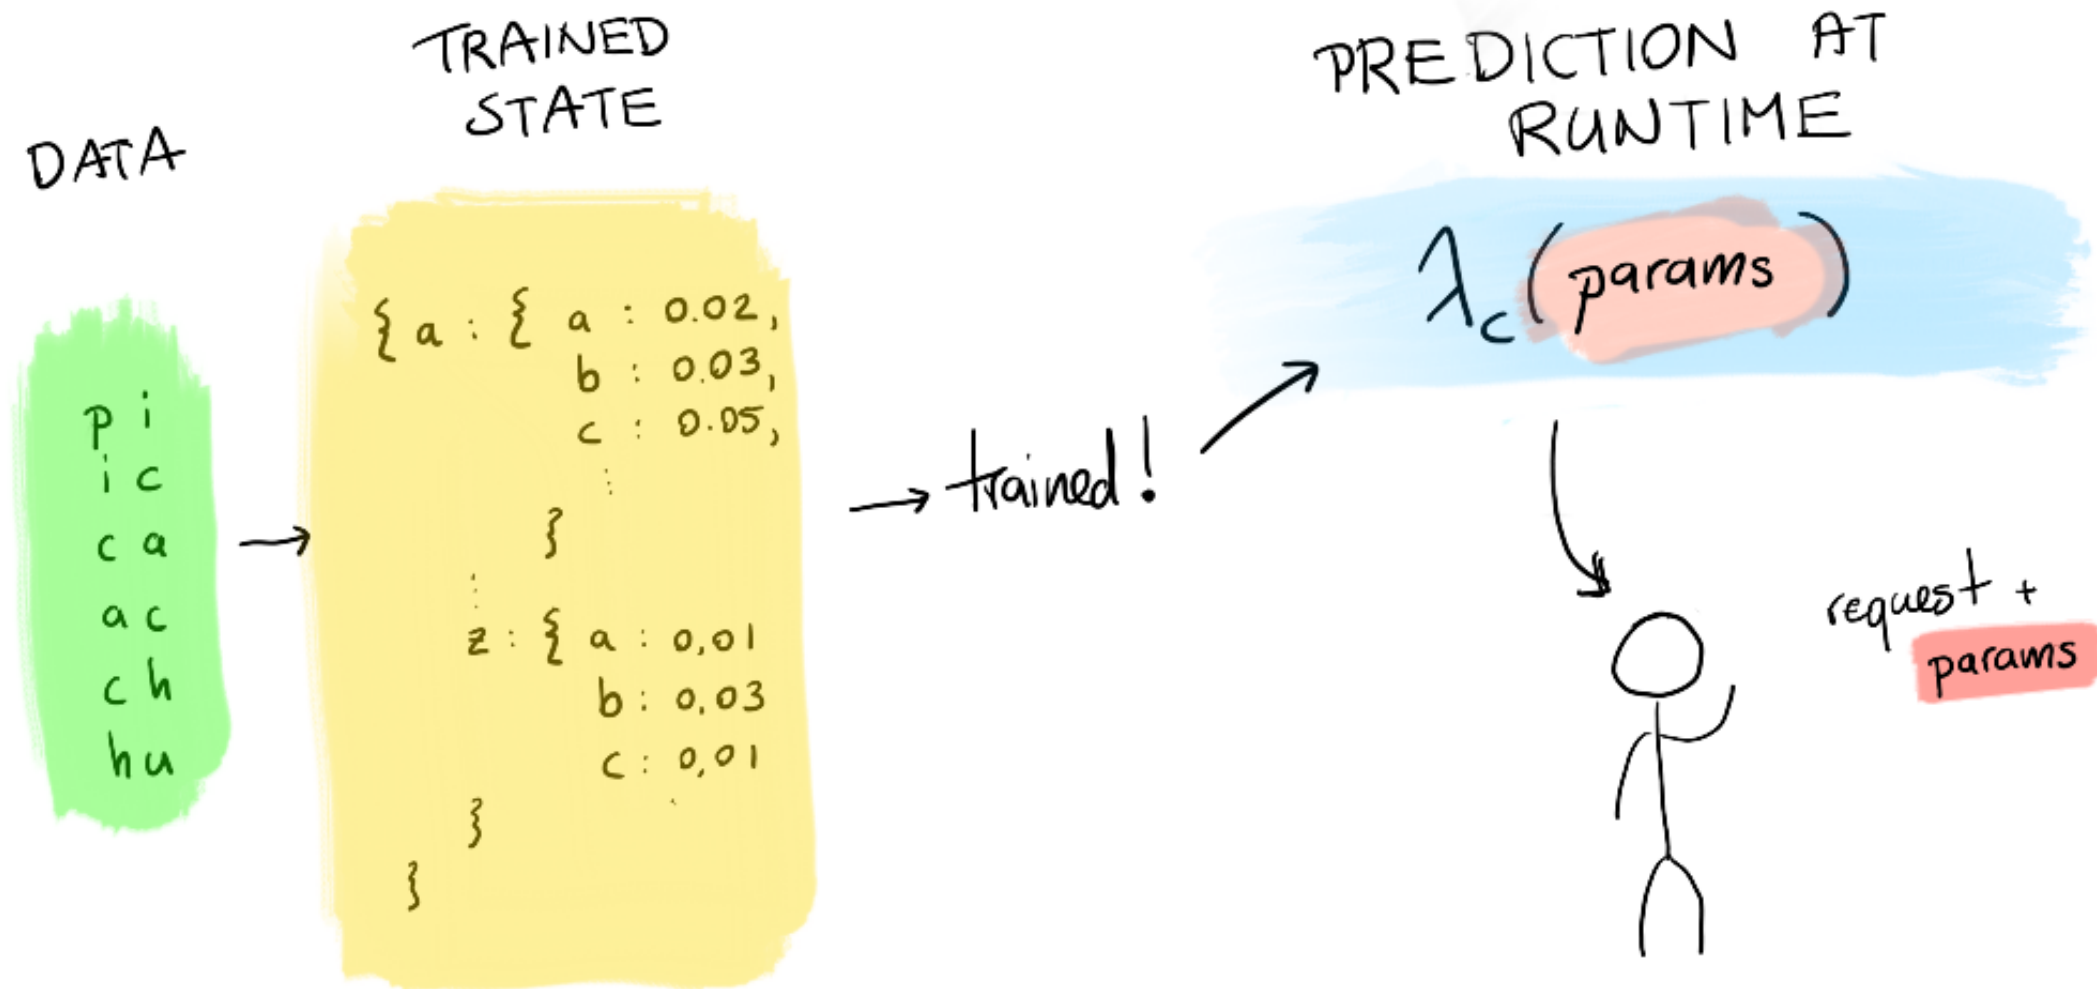 DATA
p i
i c
c a
a c
c h
h u
TRAINED
STATE
{ a : { a : 0.02,
b : 0.03,
c : 0.05,
⋮
}
⋮
z : { a : 0,01
b : 0,03
c : 0,01
}
}
trained!
PREDICTION AT
RUNTIME
λc(params)
request +
params